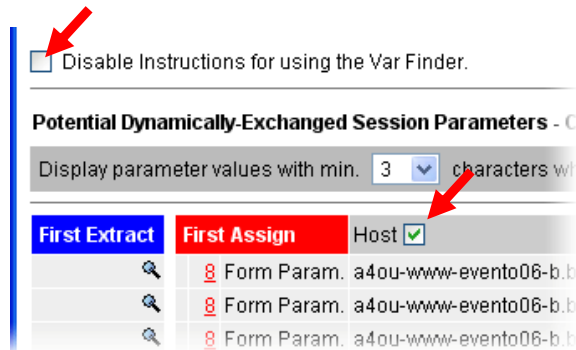 Disable Instructions for using the Var Finder.
Potential Dynamically-Exchanged Session Parameters -
Display parameter values with min. 3 characters
First Extract First Assign Host
8 Form Param. a4ou-www-evento06-b.b
8 Form Param. a4ou-www-evento06-b.b
8 Form Param. a4ou-www-evento06-b.b